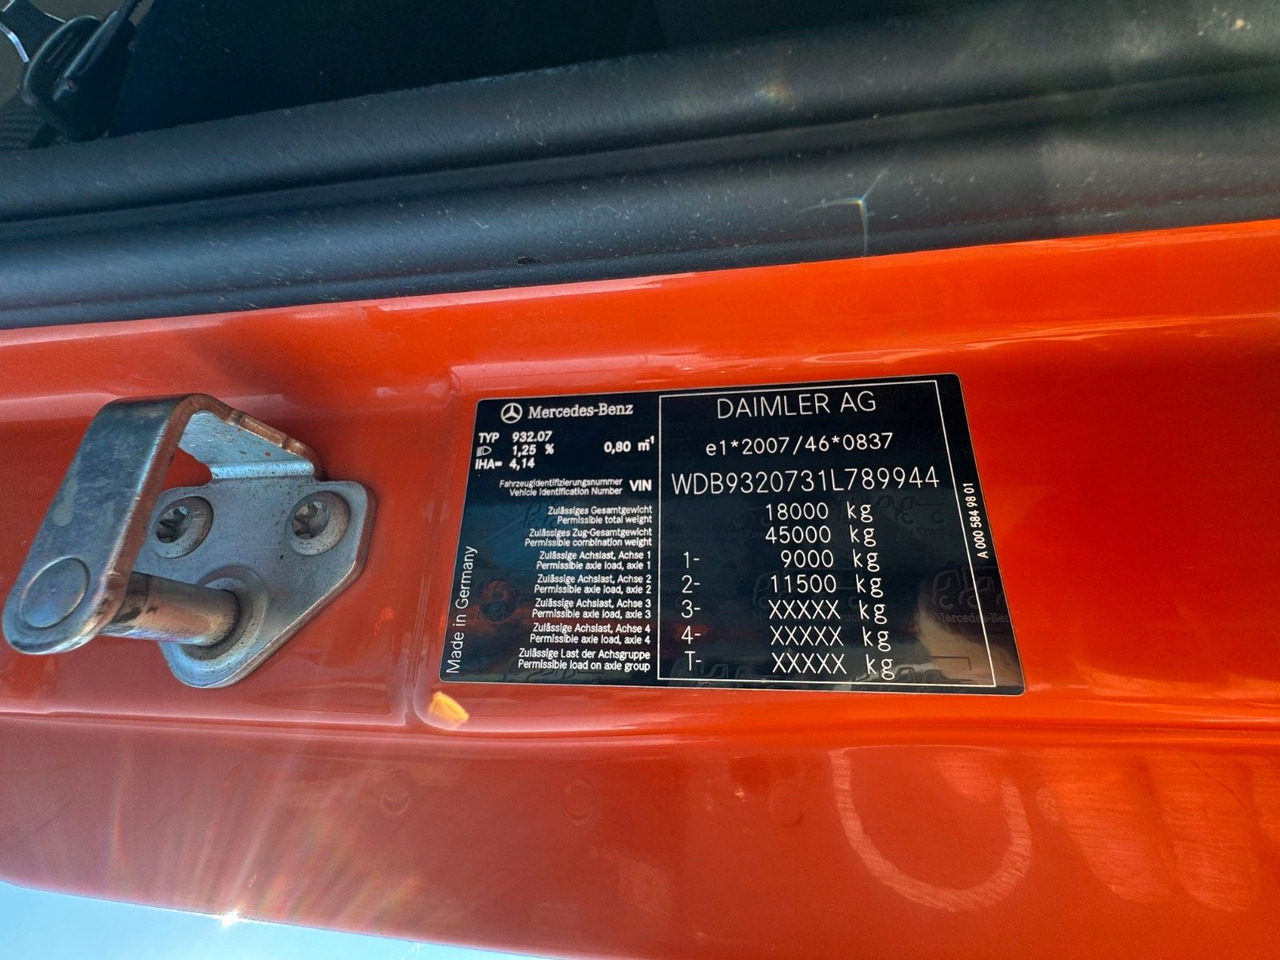 Mercedes-Benz
TYP 932.07
1,25 % 0,80 m⁻¹
IHA= 4,14
Fahrzeugidentifizierungsnummer
Vehicle Identification Number VIN
Zulässiges Gesamtgewicht
Permissible total weight
Zulässiges Zug-Gesamtgewicht
Permissible combination weight
Zulässige Achslast, Achse 1
Permissible axle load, axle 1
Zulässige Achslast, Achse 2
Permissible axle load, axle 2
Zulässige Achslast, Achse 3
Permissible axle load, axle 3
Zulässige Achslast, Achse 4
Permissible axle load, axle 4
Zulässige Last der Achsgruppe
Permissible load on axle group
Made in Germany
DAIMLER AG
e1*2007/46*0837
WDB9320731L789944
18000 kg
45000 kg
1- 9000 kg
2- 11500 kg
3- XXXXX kg
4- XXXXX kg
T- XXXXX kg
A 000 584 98 01